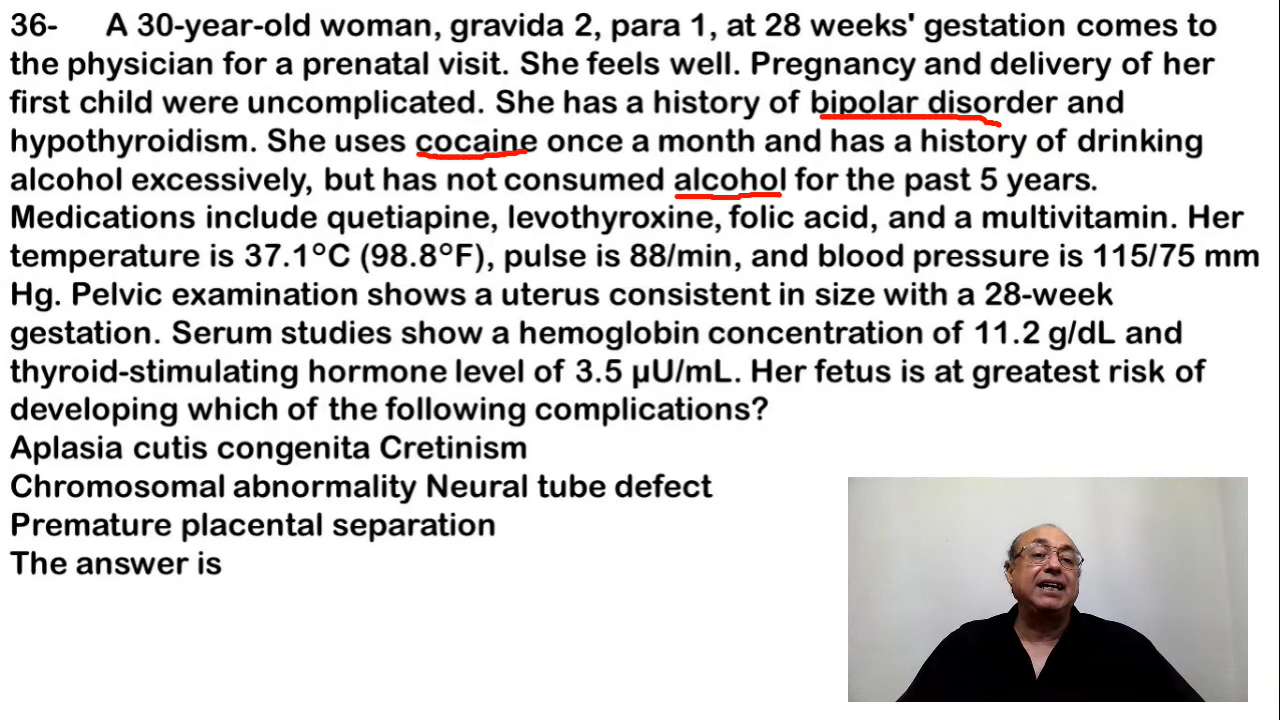 36- A 30-year-old woman, gravida 2, para 1, at 28 weeks' gestation comes to
the physician for a prenatal visit. She feels well. Pregnancy and delivery of her
first child were uncomplicated. She has a history of bipolar disorder and
hypothyroidism. She uses cocaine once a month and has a history of drinking
alcohol excessively, but has not consumed alcohol for the past 5 years.
Medications include quetiapine, levothyroxine, folic acid, and a multivitamin. Her
temperature is 37.1°C (98.8°F), pulse is 88/min, and blood pressure is 115/75 mm
Hg. Pelvic examination shows a uterus consistent in size with a 28-week
gestation. Serum studies show a hemoglobin concentration of 11.2 g/dL and
thyroid-stimulating hormone level of 3.5 µU/mL. Her fetus is at greatest risk of
developing which of the following complications?
Aplasia cutis congenita Cretinism
Chromosomal abnormality Neural tube defect
Premature placental separation
The answer is